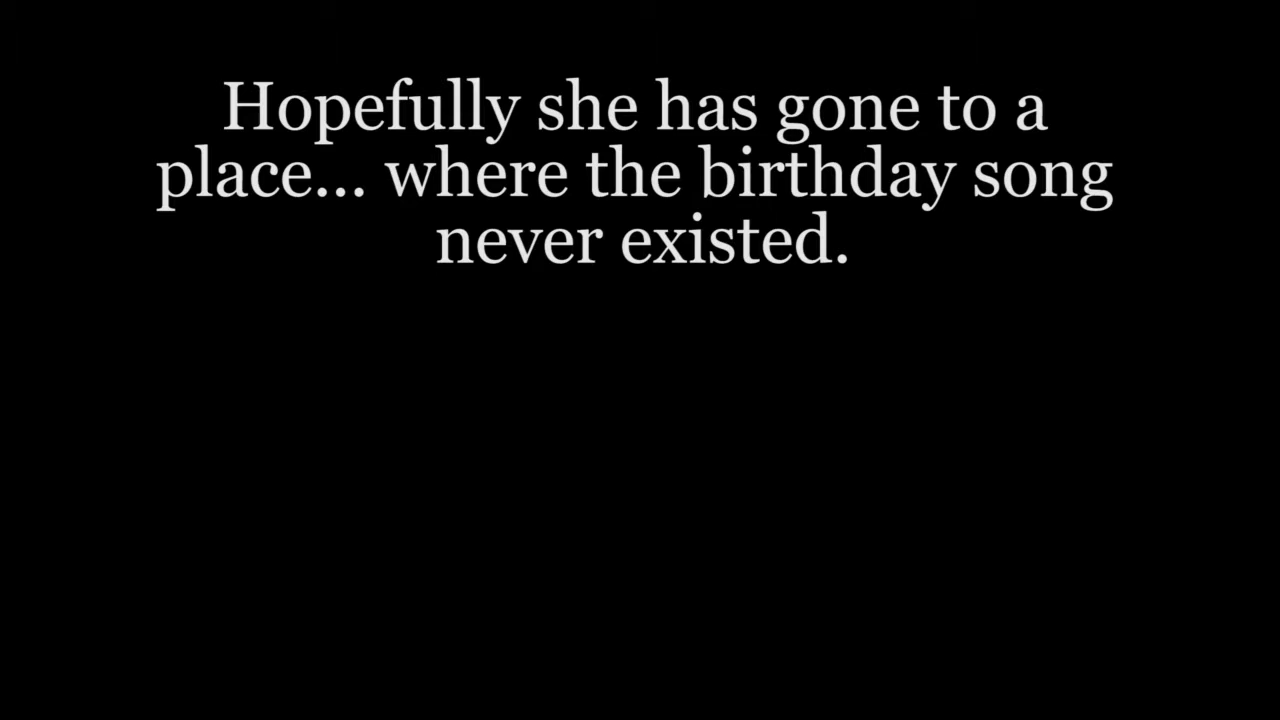 Hopefully she has gone to a
place... where the birthday song
never existed.